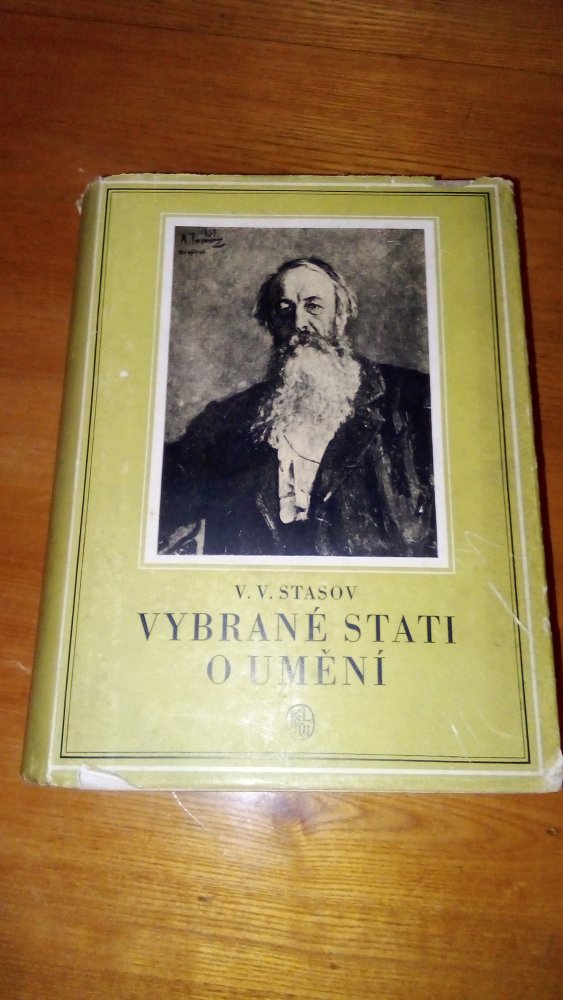 V. V. STASOV
VYBRANÉ STATI
O UMĚNÍ